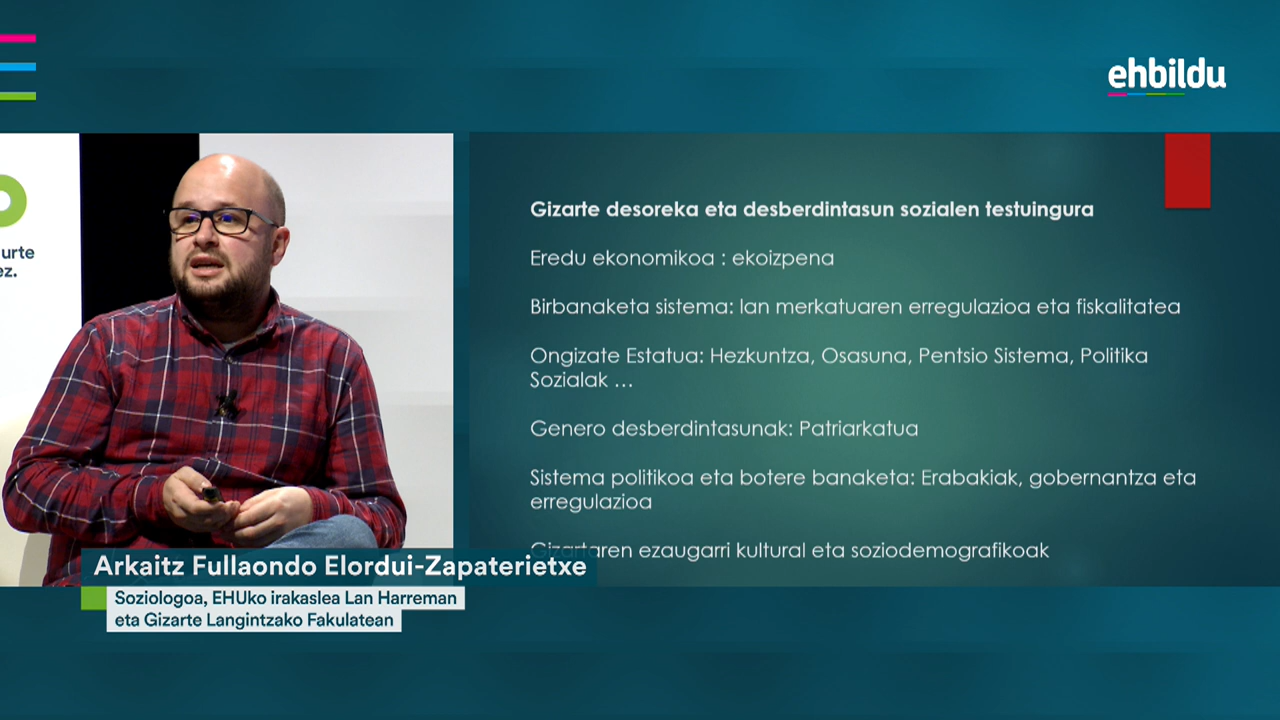 ehbildu
urte
ez.
Gizarte desoreka eta desberdintasun sozialen testuingura
Eredu ekonomikoa : ekoizpena
Birbanaketa sistema: lan merkatuaren erregulazioa eta fiskalitatea
Ongizate Estatua: Hezkuntza, Osasuna, Pentsio Sistema, Politika
Sozialak ...
Genero desberdintasunak: Patriarkatua
Sistema politikoa eta botere banaketa: Erabakiak, gobernantza eta
erregulazioa
Gizartaren ezaugarri kultural eta soziodemografikoak
Arkaitz Fullaondo Elordui-Zapaterietxe
Soziologoa, EHUko irakaslea Lan Harreman
eta Gizarte Langintzako Fakulatean